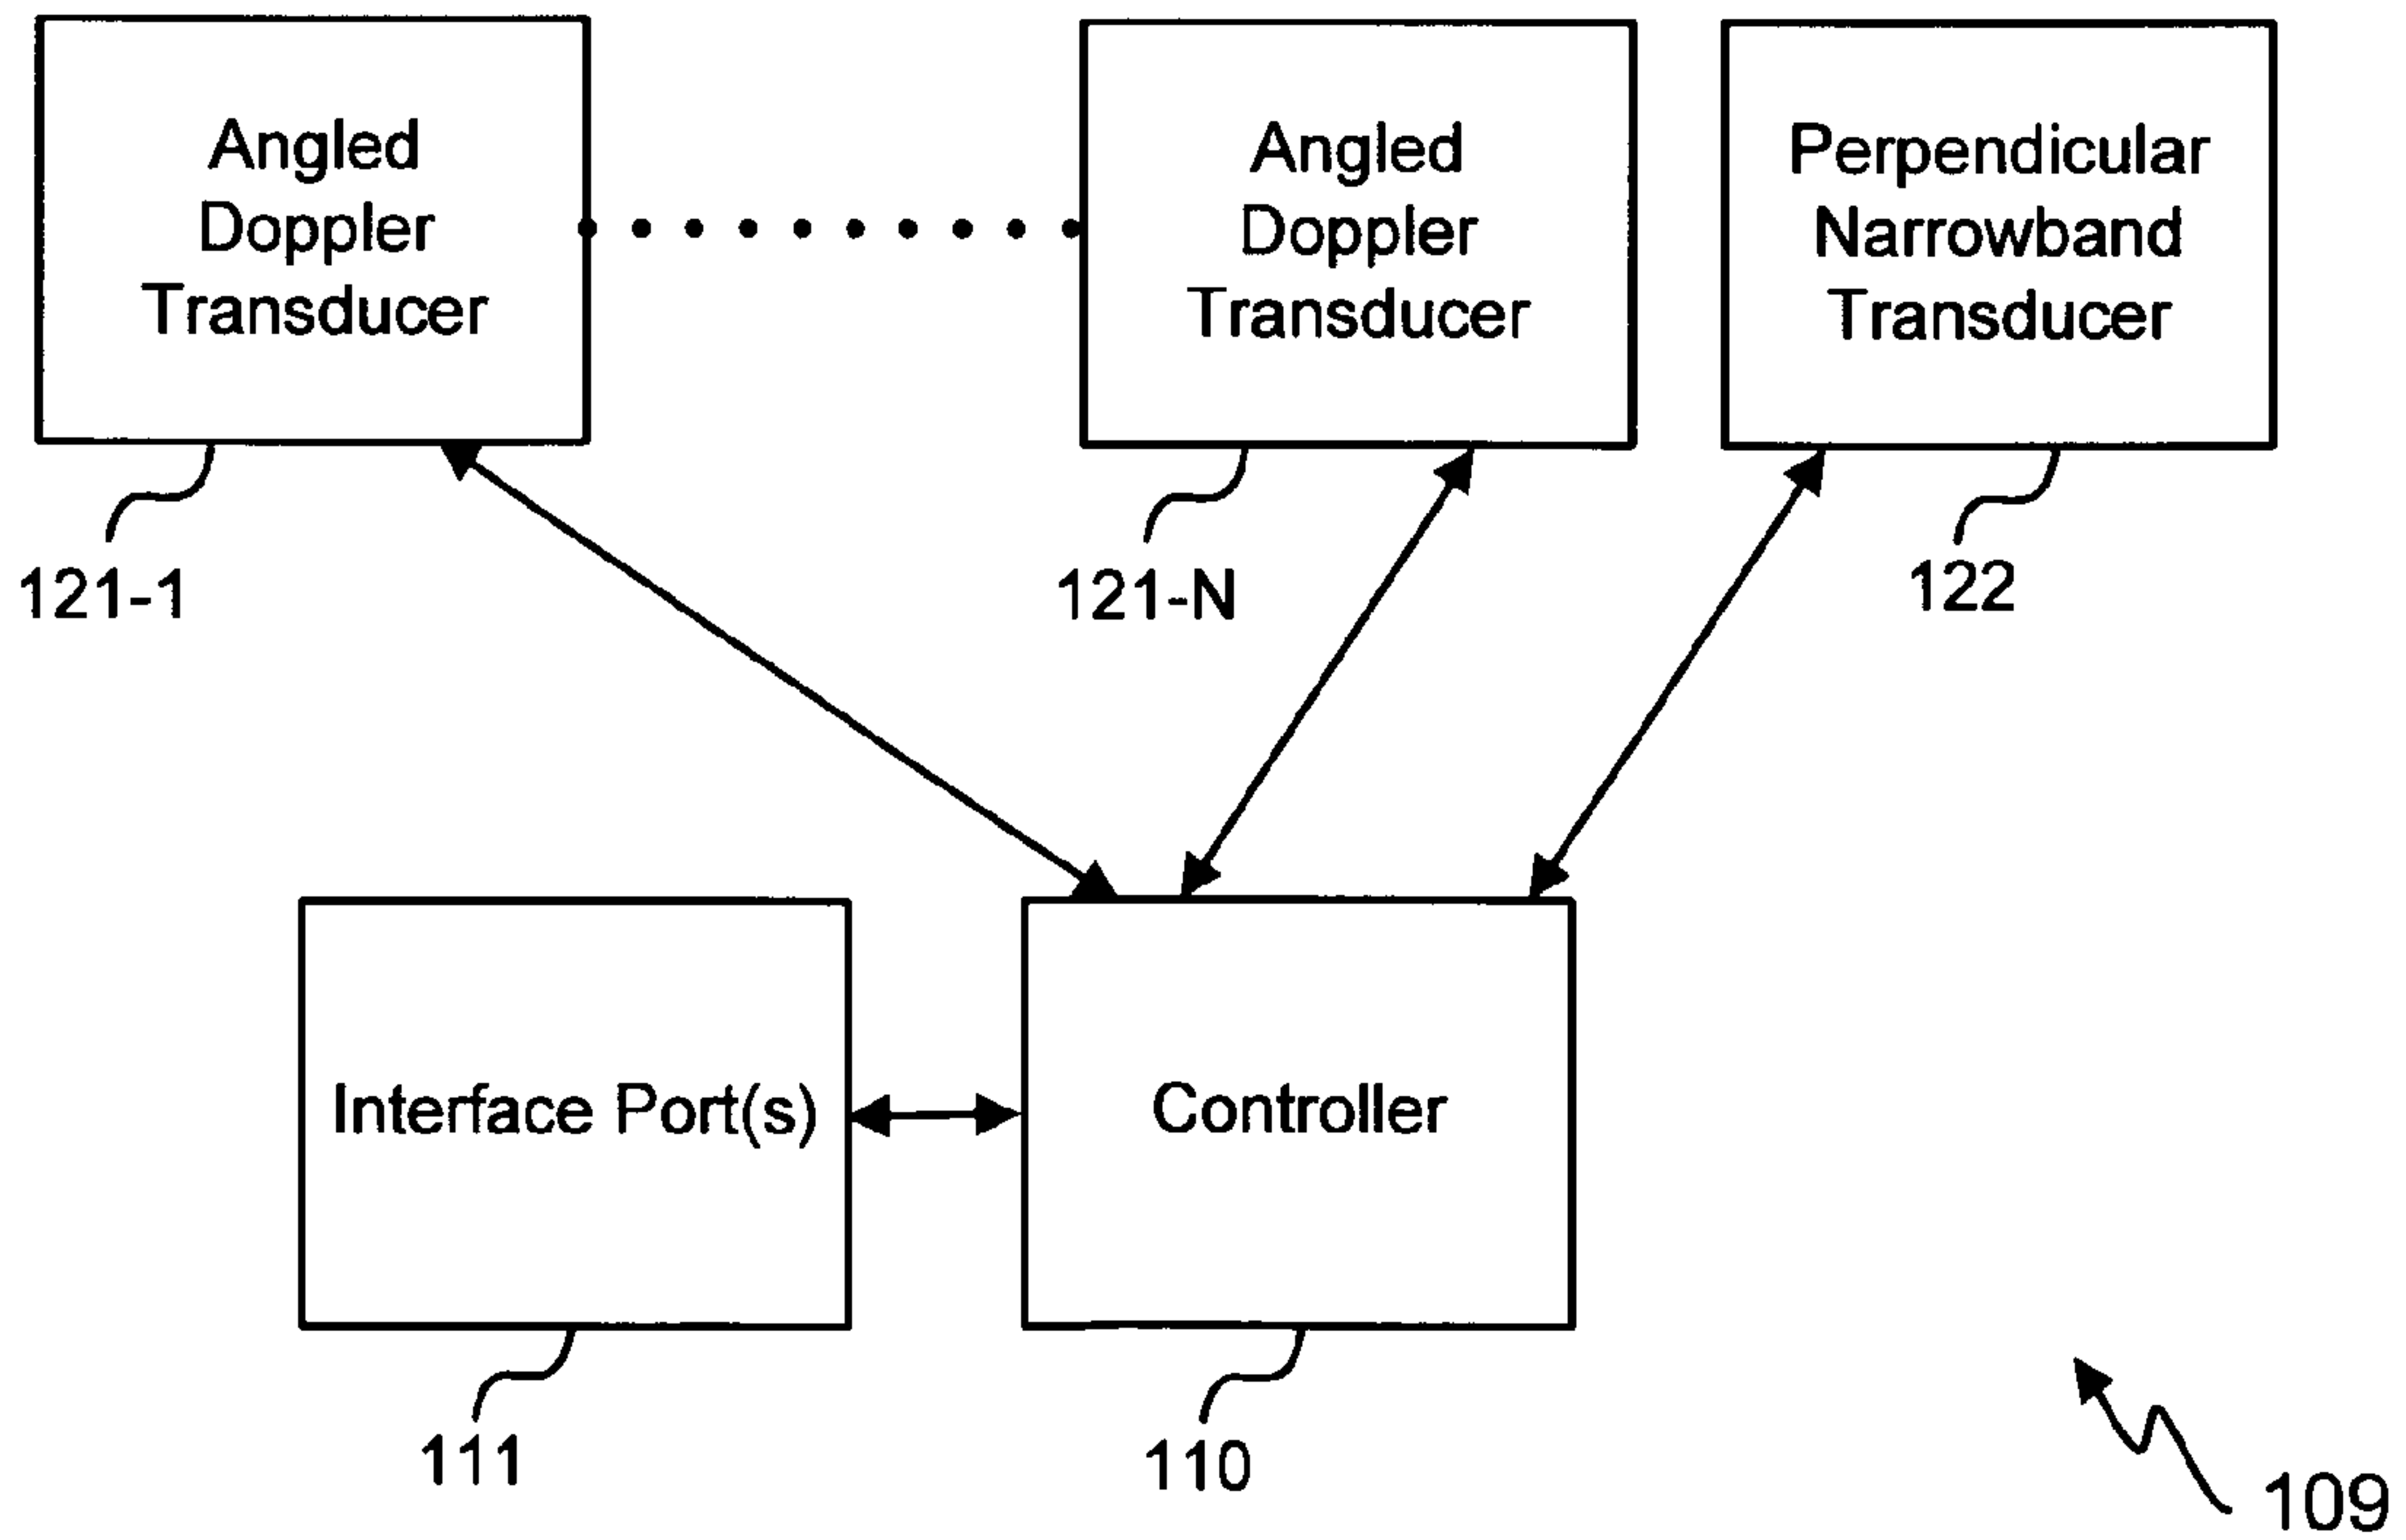 Angled
Doppler
Transducer
Angled
Doppler
Transducer
Perpendicular
Narrowband
Transducer
121-1
121-N
122
Interface Port(s)
Controller
111
110
109